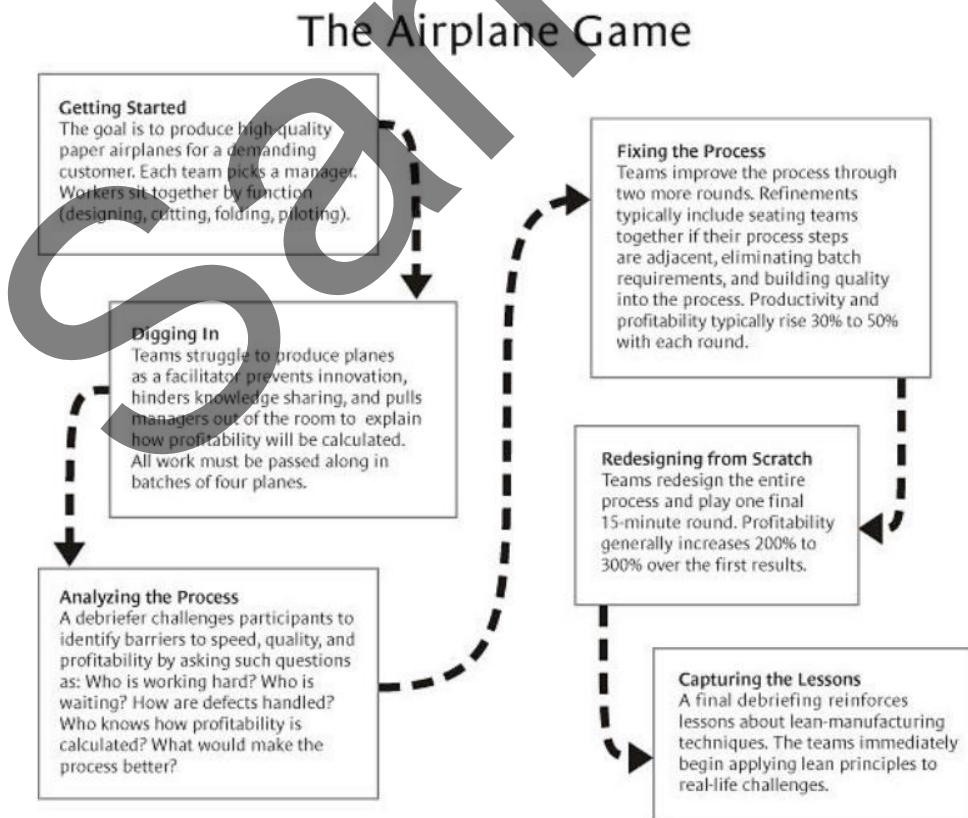 The Airplane Game
Getting Started
The goal is to produce high-quality
paper airplanes for a demanding
customer. Each team picks a manager.
Workers sit together by function
(designing, cutting, folding, piloting).
Digging In
Teams struggle to produce planes
as a facilitator prevents innovation,
hinders knowledge sharing, and pulls
managers out of the room to explain
how profitability will be calculated.
All work must be passed along in
batches of four planes.
Analyzing the Process
A debriefer challenges participants to
identify barriers to speed, quality, and
profitability by asking such questions
as: Who is working hard? Who is
waiting? How are defects handled?
Who knows how profitability is
calculated? What would make the
process better?
Fixing the Process
Teams improve the process through
two more rounds. Refinements
typically include seating teams
together if their process steps
are adjacent, eliminating batch
requirements, and building quality
into the process. Productivity and
profitability typically rise 30% to 50%
with each round.
Redesigning from Scratch
Teams redesign the entire
process and play one final
15-minute round. Profitability
generally increases 200% to
300% over the first results.
Capturing the Lessons
A final debriefing reinforces
lessons about lean-manufacturing
techniques. The teams immediately
begin applying lean principles to
real-life challenges.